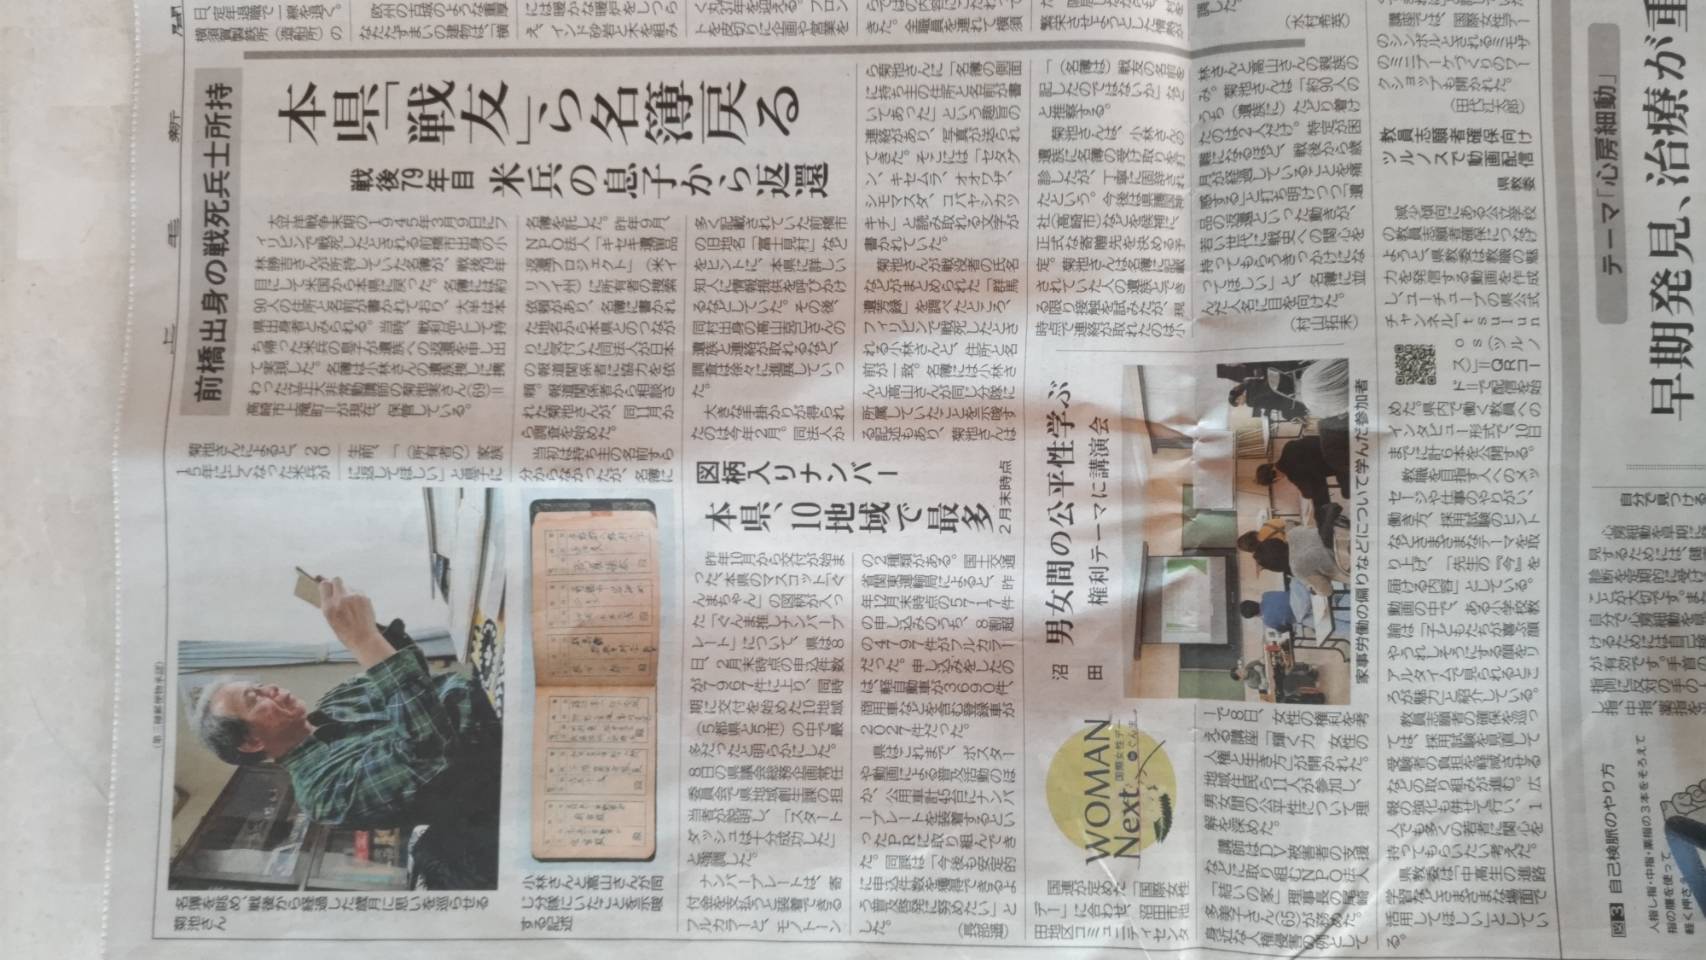 (第三種郵便物承認)
上毛新聞
前橋出身の戦死兵士所持
本県「戦友」ら名簿戻る
戦後79年目 米兵の息子から返還
太平洋戦争末期の1945年3月9日にフ
ィリピンで戦死したとされる前橋市出身の小
林勝吉さんが所持していた名簿が、戦後79年
目にして米国から本県に戻った。名簿には約
90人の住所と名前が書かれており、大半は本
県出身者とみられる。当時、戦利品として持
ち帰った米兵の息子が遺族への返還を申し出
て実現した。名簿は小林さんの遺族捜しに携
わった立正大非常勤講師の菊池実さん(69)=
高崎市上滝町=が現在、保管している。
名簿を眺め、戦後から経過した歳月に思いを巡らせる
菊池さん
菊池さんによると、20
15年に亡くなった米兵が
生前、「(所有者の)家族
に返してほしい」と息子に
名簿を託した。昨年9月、
NPO法人「キセキ遺留品
返還プロジェクト」(米イ
リノイ州)に所有者の捜索
依頼があり、名簿に書かれ
た地名から本県とのつなが
りに気付いた同法人が日本
の報道関係者に協力を依
頼。報道関係者から相談さ
れた菊池さんが、同11月か
ら調査を始めた。
当初は持ち主の名前すら
分からなかったが、名簿に
小林さんと高山さんが同
じ分隊にいたことを示唆
する記述
多く記載されていた前橋市
の旧地名「富士見村」など
をヒントに、本県に詳しい
知人に情報提供を呼びかけ
るなどしていた。その後、
同村出身の高山克己さんの
遺族と連絡が取れるなど、
調査は徐々に進展していっ
た。
大きな手掛かりが得られ
たのは今年2月。同法人か
ら菊池さんに「名簿の側面
に持ち主の住所と名前が書
いてあった」という趣旨の
連絡があり、写真が送られ
てきた。そこには「セタグ
ン、キセムラ、オオワザ、
シモマスダ、コバヤシカツ
キチ」と読み取れる文字が
書かれていた。
菊池さんが戦没者の氏名
などがまとめられた「群馬
遺芳録」を調べたところ、
フィリピンで戦死したとさ
れる小林さんと、住所と名
前が一致。名簿には小林さ
んと高山さんが同じ分隊に
所属していたことを示唆す
る記述もあり、菊池さんは
「(名簿は)戦友の名前を
記したのではないか」など
と推察する。
菊池さんは、小林さんの
遺族に名簿の受け取りを打
診したが、丁寧に固辞され
たという。今後は県護国神
社(高崎市)などを候補に、
正式な寄贈先を決める予
定。菊池さんは名簿に記載
されていた人の遺族とでき
る限り接触を試みたが、現
時点で連絡が取れたのは小
林さんと高山さんの親族の
み。菊池さんは「約90人の
うち(遺族に)たどり着け
たのは2人だけ。特定が困
難になるほど、戦後から歳
月が経過していることを痛
感する」と打ち明けつつ「遺
品の返還といった動きが、
若い世代に戦史への関心を
持ってもらうきっかけにな
ってほしい」と、名簿に並
んだ人名に目を向けた。
(村山拓未)
図柄入りナンバー
本県、10地域で最多
2月末時点
昨年10月から交付が始ま
った、本県のマスコット「ぐ
んまちゃん」の図柄が入っ
た「ぐんま推しナンバープ
レート」について、県は8
日、2月末時点の申込件数
が7967件に上り、同時
期に交付を始めた10地域
(5都県と5市)の中で最
多だったと明らかにした。
8日の県議会総務企画常任
委員会で県地域創生課の担
当者が説明し、「スタート
ダッシュは十分成功した」
と強調した。
ナンバープレートは、寄
付金を支払うと装着できる
フルカラーと、モノトーン
の2種類がある。国土交通
省関東運輸局によると、昨
年12月末時点の5717件
の申し込みのうち、8割超
の4797件がフルカラー
だった。申し込みをしたの
は、軽自動車が3690件、
商用車などを含む登録車が
2027件だった。
県はこれまで、ポスター
や動画による普及活動のほ
か、公用車計45台にナンバ
ープレートを装着するとい
ったPRに取り組んでき
た。同課は「今後も安定的
に申込件数を獲得できるよ
う普及啓発に努めたい」と
した。
(長部遥)
沼田
男女間の公平性学ぶ
権利テーマに講演会
WOMAN
Next
国際女性デー
in ぐんま
家事労働の偏りなどについて学んだ参加者
国連が定めた「国際女性
デー」に合わせ、沼田市池
田地区コミュニティセンタ
ーで8日、女性の権利を考
える講座「輝く力 女性の
人権と生き方」が開かれた。
地域住民ら11人が参加し、
男女間の公平性について理
解を深めた。
講師はDV被害者の支援
などに取り組むNPO法人
「結いの家」理事長の尾崎
多美子さん(65)が務めた。
身近な人権侵害の例として
講座では、国際女性デー
のシンボルとされるミモザ
のミニアーケづくりのワー
クショップも開かれた。
(田代江太郎)
教員志願者確保向け
ツルノスで動画配信
県教委
減少傾向にある公立学校
の教員志願者確保につなげ
ようと、県教委は教職の魅
力を発信する動画を作成
し、ユーチューブの県公式
チャンネル「tsurun
os(ツルノ
ス)」=QRコー
ド=で配信を始
めた。県内で働く教員への
インタビュー形式で、10日
までに計6本を公開する。
教職を目指す人へのメッ
セージや仕事のやりがい、
働き方、採用試験のヒント
などさまざまなテーマを取
り上げ、「先生の『今』を
届ける内容」としている。
動画の中で、ある小学校教
諭は「子どもたちが喜ぶ顔
やうれしそうにする顔をリ
アルタイムで見られるとこ
ろが魅力」と紹介している。
教員志願者の確保を巡っ
ては、採用試験を見直して
受験者の負担を軽減させる
などの取り組みが進む。広
報の強化も併せて行い、1
人でも多くの若者に関心を
持ってもらいたい考えだ。
県教委は「中高生の進路
学習などさまざまな場面で
活用してほしい」としてい
る。
日、定年退職で一線を退く。
横須賀製鉄所(造船所)の
欧州の古城のような重厚
なたたずまいの建物は、「横
には暖かな暖炉をしつら
え、インド砂岩と木を組み
(水村希英)
テーマ「心房細動」
早期発見、治療が重
自分で見つける
心房細動を早期に発
見するためには、健
診断を定期的に受け
ことが大切です。ま
自分で心房細動を見
けるためには自己検
が有効です。手首の
指側に反対の手の
し指、中指、薬指を
図3 自己検脈のやり方
人指し指・中指・薬指の3本をそろえて
指の腹を使って
軽く押さえ